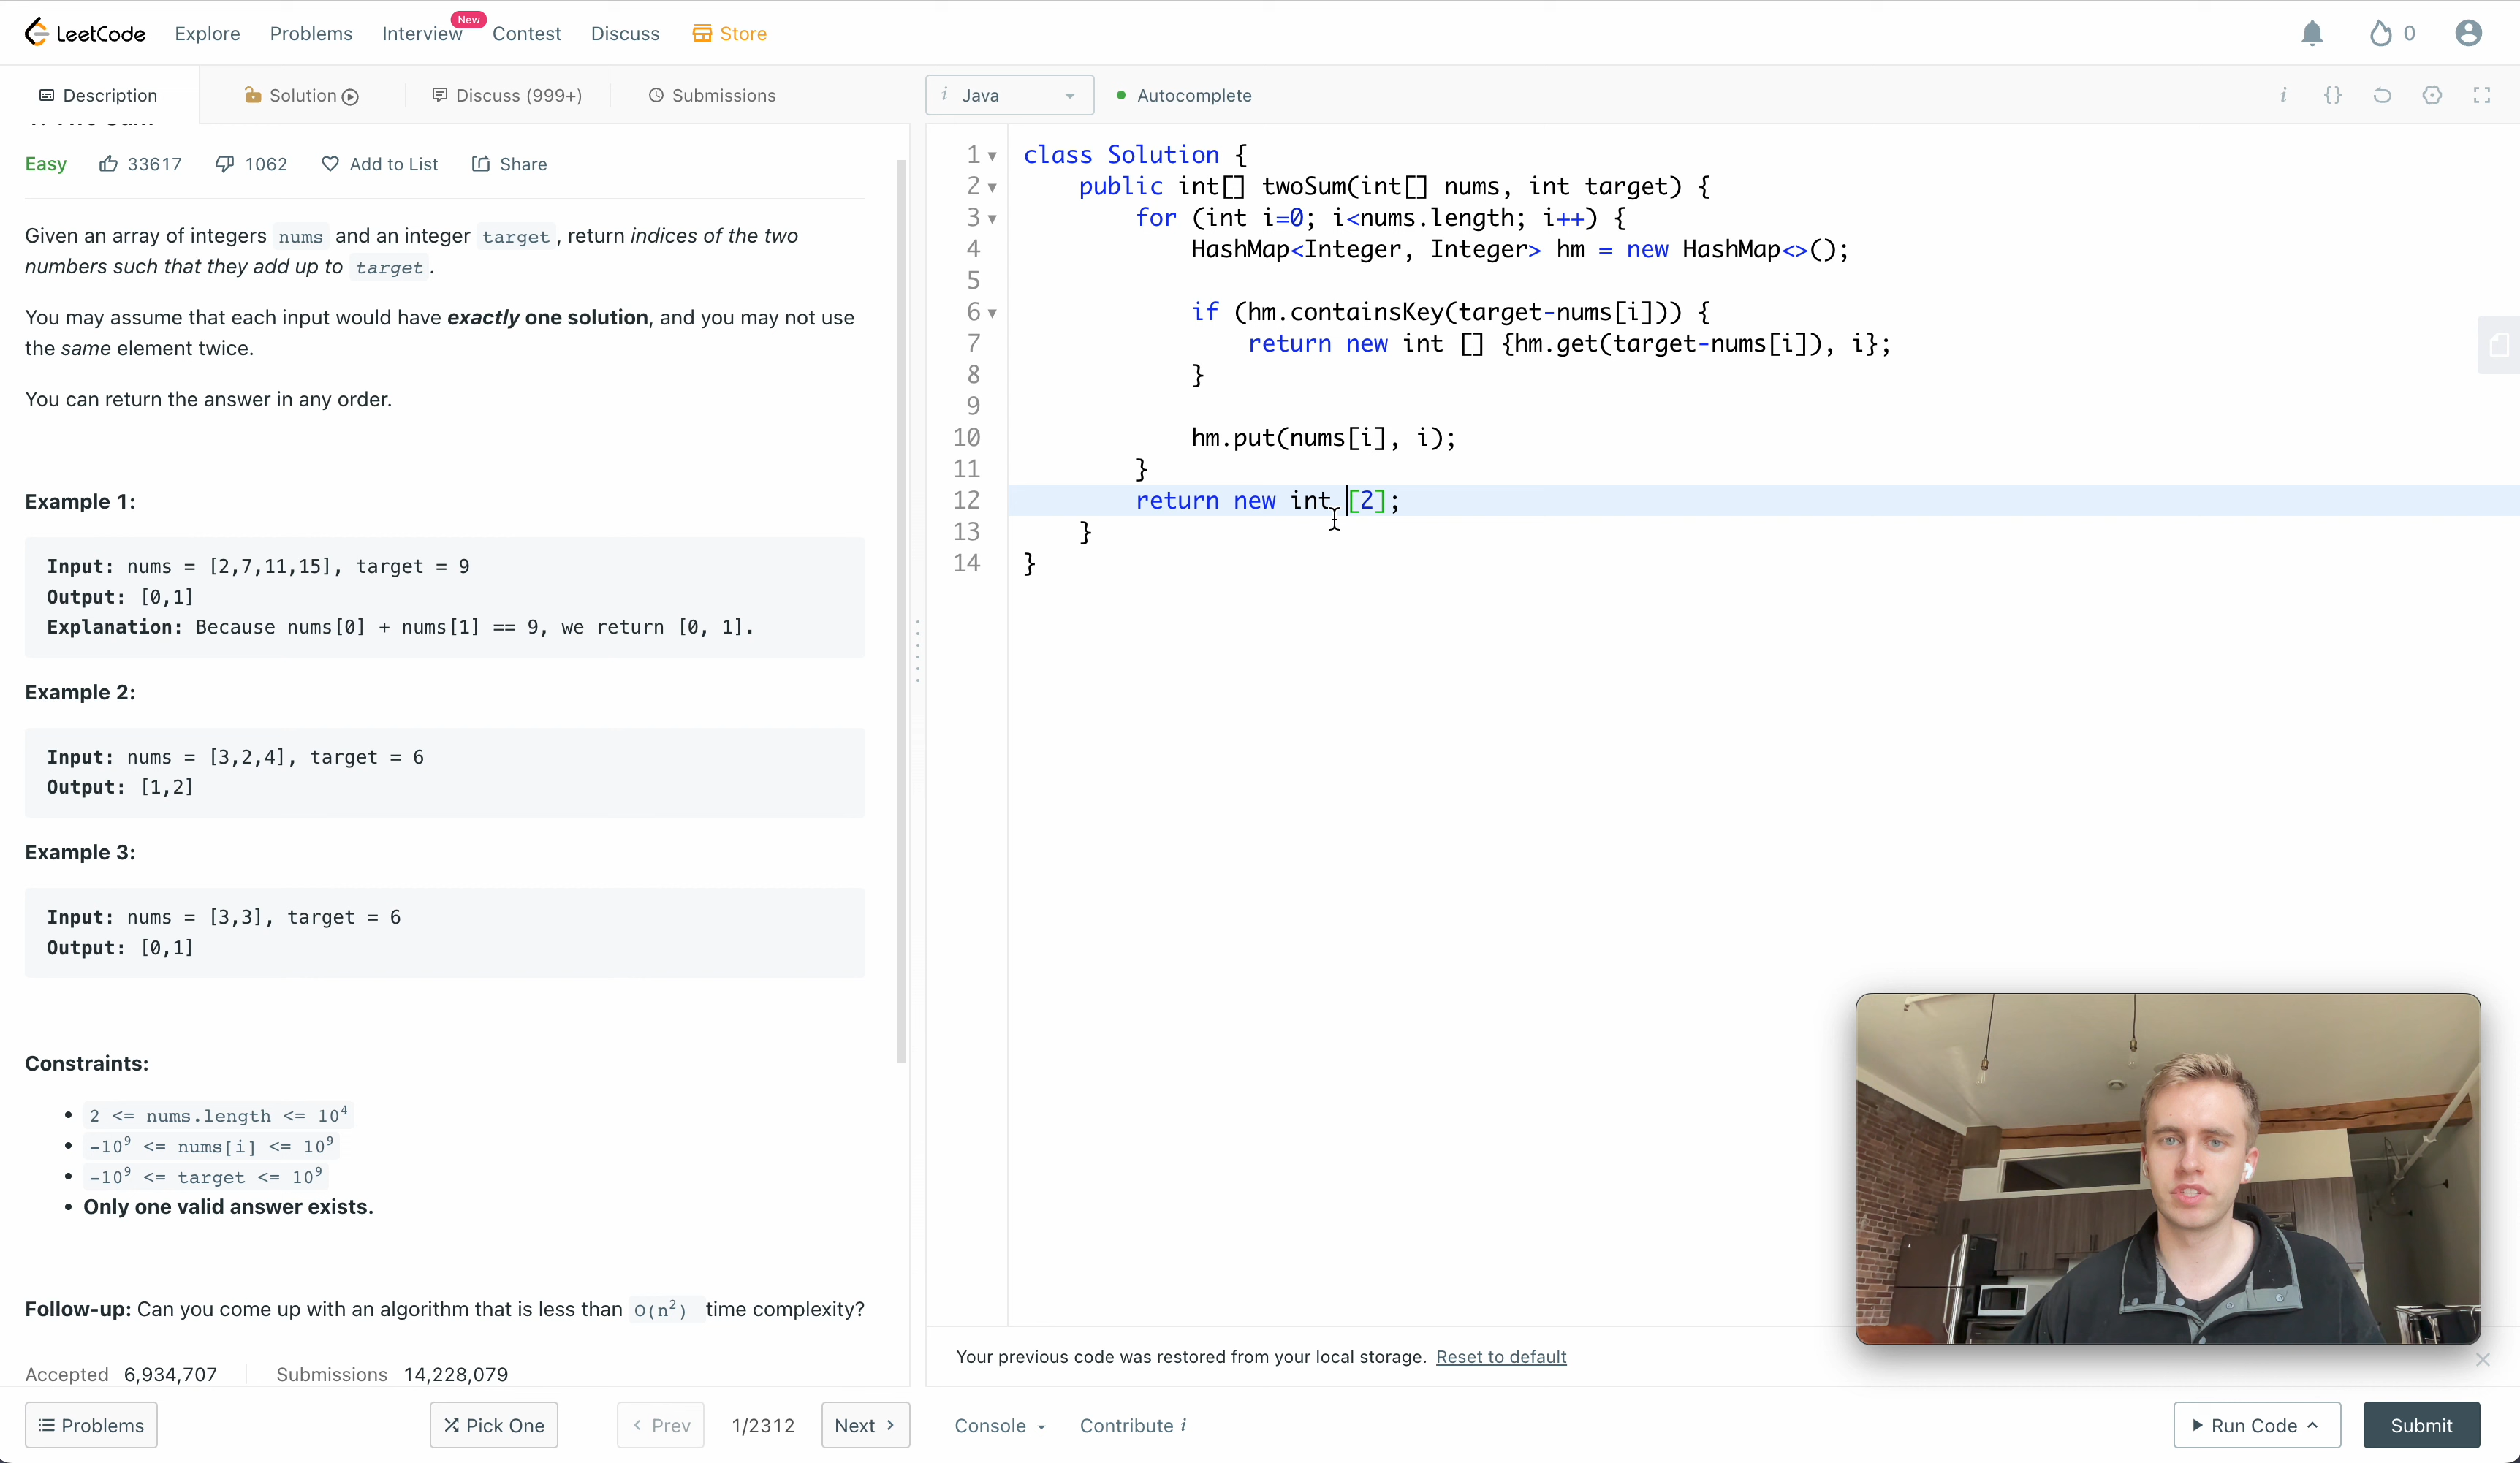 LeetCode Explore Problems Interview New Contest Discuss Store 0
Description Solution Discuss (999+) Submissions
Easy 33617 1062 Add to List Share
Given an array of integers nums and an integer target, return indices of the two
numbers such that they add up to target.
You may assume that each input would have exactly one solution, and you may not use
the same element twice.
You can return the answer in any order.
Example 1:
Input: nums = [2,7,11,15], target = 9
Output: [0,1]
Explanation: Because nums[0] + nums[1] == 9, we return [0, 1].
Example 2:
Input: nums = [3,2,4], target = 6
Output: [1,2]
Example 3:
Input: nums = [3,3], target = 6
Output: [0,1]
Constraints:
• 2 <= nums.length <= 10⁴
• -10⁹ <= nums[i] <= 10⁹
• -10⁹ <= target <= 10⁹
• Only one valid answer exists.
Follow-up: Can you come up with an algorithm that is less than O(n²) time complexity?
Accepted 6,934,707 Submissions 14,228,079
Problems Pick One < Prev 1/2312 Next >
i Java Autocomplete i {}
1 class Solution {
2 public int[] twoSum(int[] nums, int target) {
3 for (int i=0; i<nums.length; i++) {
4 HashMap<Integer, Integer> hm = new HashMap<>();
5
6 if (hm.containsKey(target-nums[i])) {
7 return new int [] {hm.get(target-nums[i]), i};
8 }
9
10 hm.put(nums[i], i);
11 }
12 return new int [2];
13 }
14 }
Your previous code was restored from your local storage. Reset to default
Console Contribute i Run Code Submit